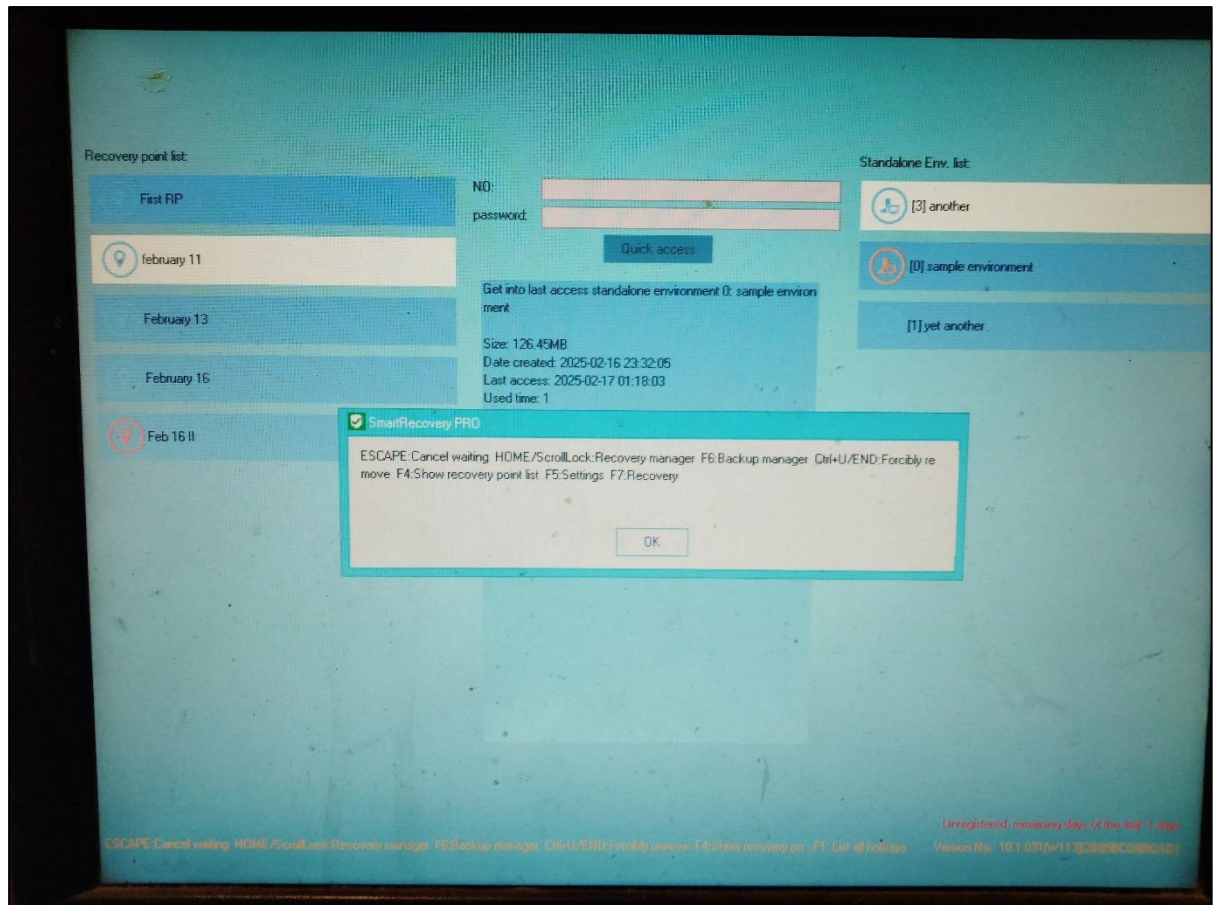 Recovery point list:
First RP
february 11
February 13
February 16
Feb 16 II
NO:
password:
Quick access
Get into last access standalone environment 0: sample environ
ment
Size: 126.45MB
Date created: 2025-02-16 23:32:05
Last access: 2025-02-17 01:18:03
Used time: 1
Standalone Env. list:
[3] another
[0] sample environment
[1] yet another
SmartRecovery PRO
ESCAPE:Cancel waiting HOME/ScrollLock:Recovery manager F6:Backup manager Ctrl+U/END:Forcibly re
move F4:Show recovery point list F5:Settings F7:Recovery
OK
Unregistered, remaining days of the trial: 1 days
ESCAPE:Cancel waiting HOME/ScrollLock:Recovery manager F6:Backup manager Ctrl+U/END:Forcibly remove F4:Show recovery po.. F1: List all hotkeys
Version No.: 10.1.031